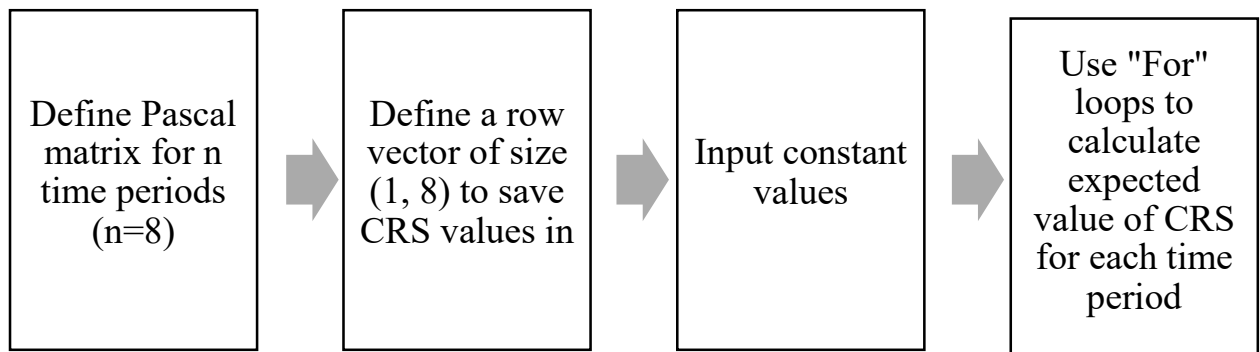 Define Pascal
matrix for n
time periods
(n=8)
Define a row
vector of size
(1, 8) to save
CRS values in
Input constant
values
Use "For"
loops to
calculate
expected
value of CRS
for each time
period